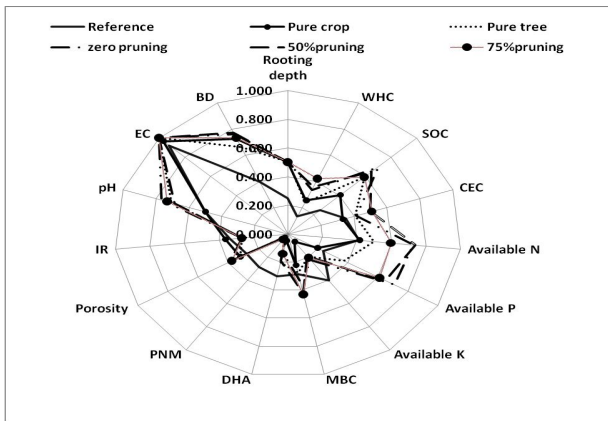 Reference Pure crop Pure tree
zero pruning 50%pruning 75%pruning
Rooting
depth
1.000
0.800
0.600
0.400
0.200
0.000
WHC
SOC
CEC
Available N
Available P
Available K
MBC
DHA
PNM
Porosity
IR
pH
EC
BD